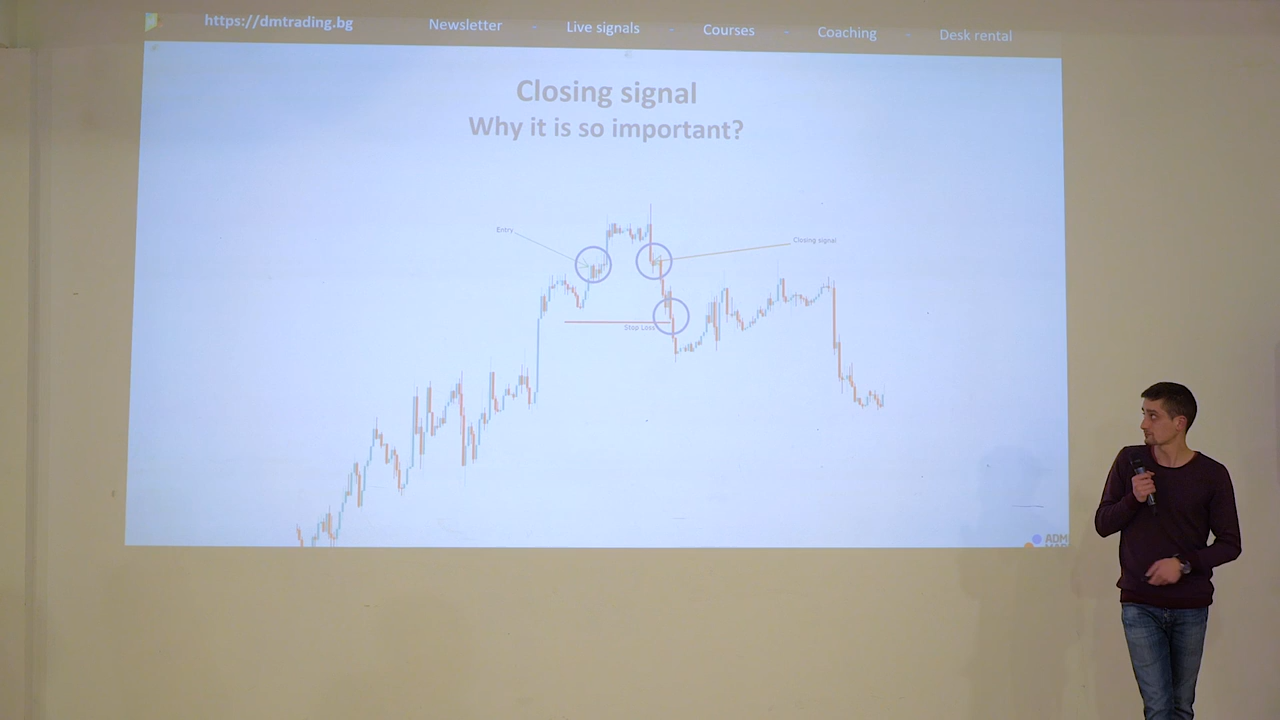 https://dmtrading.bg Newsletter - Live signals - Courses - Coaching - Desk rental
Closing signal
Why it is so important?
Entry
Closing signal
Stop Loss
ADM